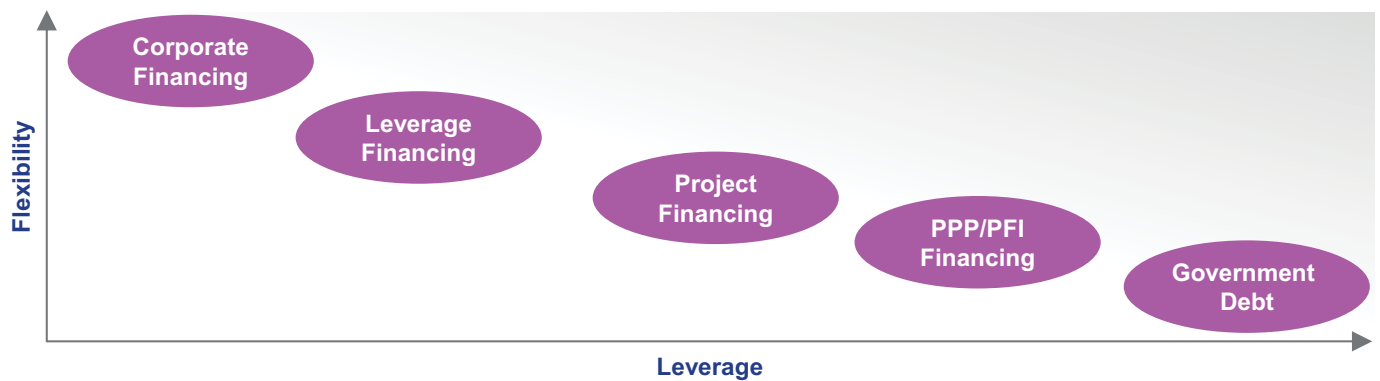 Corporate
Financing
Leverage
Financing
Project
Financing
PPP/PFI
Financing
Government
Debt
Flexibility
Leverage